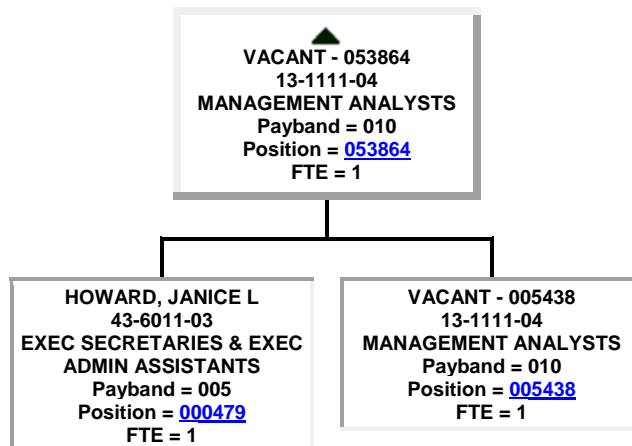 VACANT - 053864
13-1111-04
MANAGEMENT ANALYSTS
Payband = 010
Position = 053864
FTE = 1
HOWARD, JANICE L
43-6011-03
EXEC SECRETARIES & EXEC
ADMIN ASSISTANTS
Payband = 005
Position = 000479
FTE = 1
VACANT - 005438
13-1111-04
MANAGEMENT ANALYSTS
Payband = 010
Position = 005438
FTE = 1